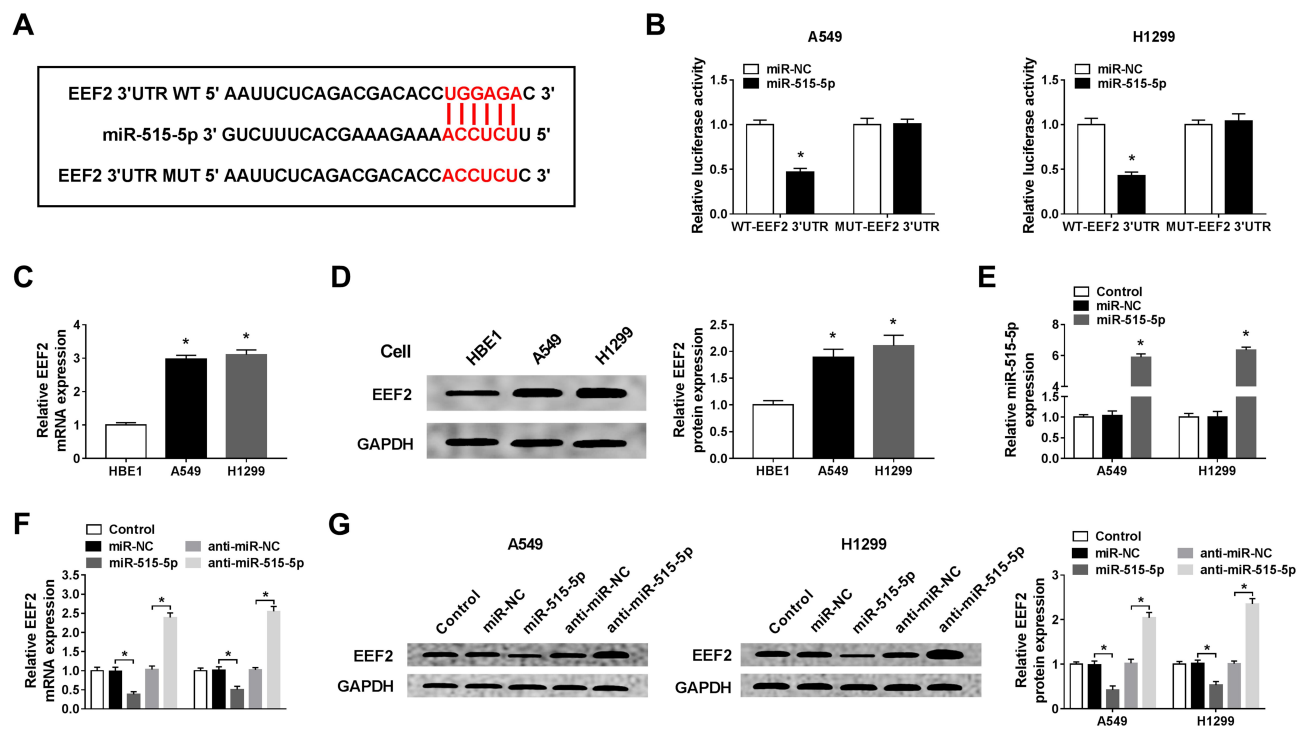 A
EEF2 3'UTR WT 5' AAUUCUCAGACGACACCUGGAGAC 3'
miR-515-5p 3' GUCUUUCACGAAAGAAAACCUCUU 5'
EEF2 3'UTR MUT 5' AAUUCUCAGACGACACCACCUCUC 3'
B
A549
miR-NC
miR-515-5p
Relative luciferase activity
1.5
1.0
0.5
0.0
*
WT-EEF2 3'UTR MUT-EEF2 3'UTR
H1299
miR-NC
miR-515-5p
Relative luciferase activity
1.5
1.0
0.5
0.0
*
WT-EEF2 3'UTR MUT-EEF2 3'UTR
C
Relative EEF2
mRNA expression
4
3
2
1
0
* *
HBE1 A549 H1299
D
Cell HBE1 A549 H1299
EEF2
GAPDH
Relative EEF2
protein expression
2.5
2.0
1.5
1.0
0.5
0.0
* *
HBE1 A549 H1299
E
Control
miR-NC
miR-515-5p
Relative miR-515-5p
expression
8
6
4
1.5
1.0
0.5
0.0
* *
A549 H1299
F
Control
miR-NC anti-miR-NC
miR-515-5p anti-miR-515-5p
Relative EEF2
mRNA expression
3.5
3.0
2.5
2.0
1.5
1.0
0.5
0.0
* * * *
G
A549
Control miR-NC miR-515-5p anti-miR-NC anti-miR-515-5p
EEF2
GAPDH
H1299
Control miR-NC miR-515-5p anti-miR-NC anti-miR-515-5p
EEF2
GAPDH
Control
miR-NC anti-miR-NC
miR-515-5p anti-miR-515-5p
Relative EEF2
protein expression
3
2
1
0
* * * *
A549 H1299